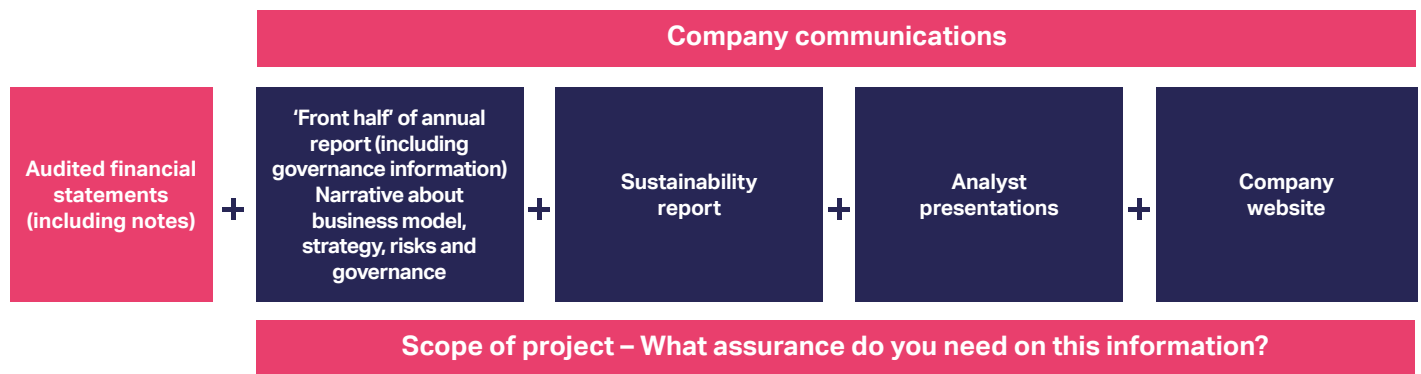 Company communications
Audited financial
statements
(including notes)
+
‘Front half’ of annual
report (including
governance information)
Narrative about
business model,
strategy, risks and
governance
+
Sustainability
report
+
Analyst
presentations
+
Company
website
Scope of project – What assurance do you need on this information?